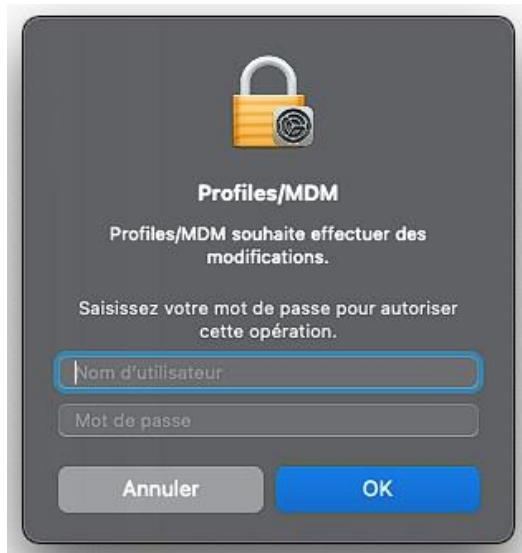 Profiles/MDM
Profiles/MDM souhaite effectuer des
modifications.
Saisissez votre mot de passe pour autoriser
cette opération.
Nom d'utilisateur
Mot de passe
Annuler
OK